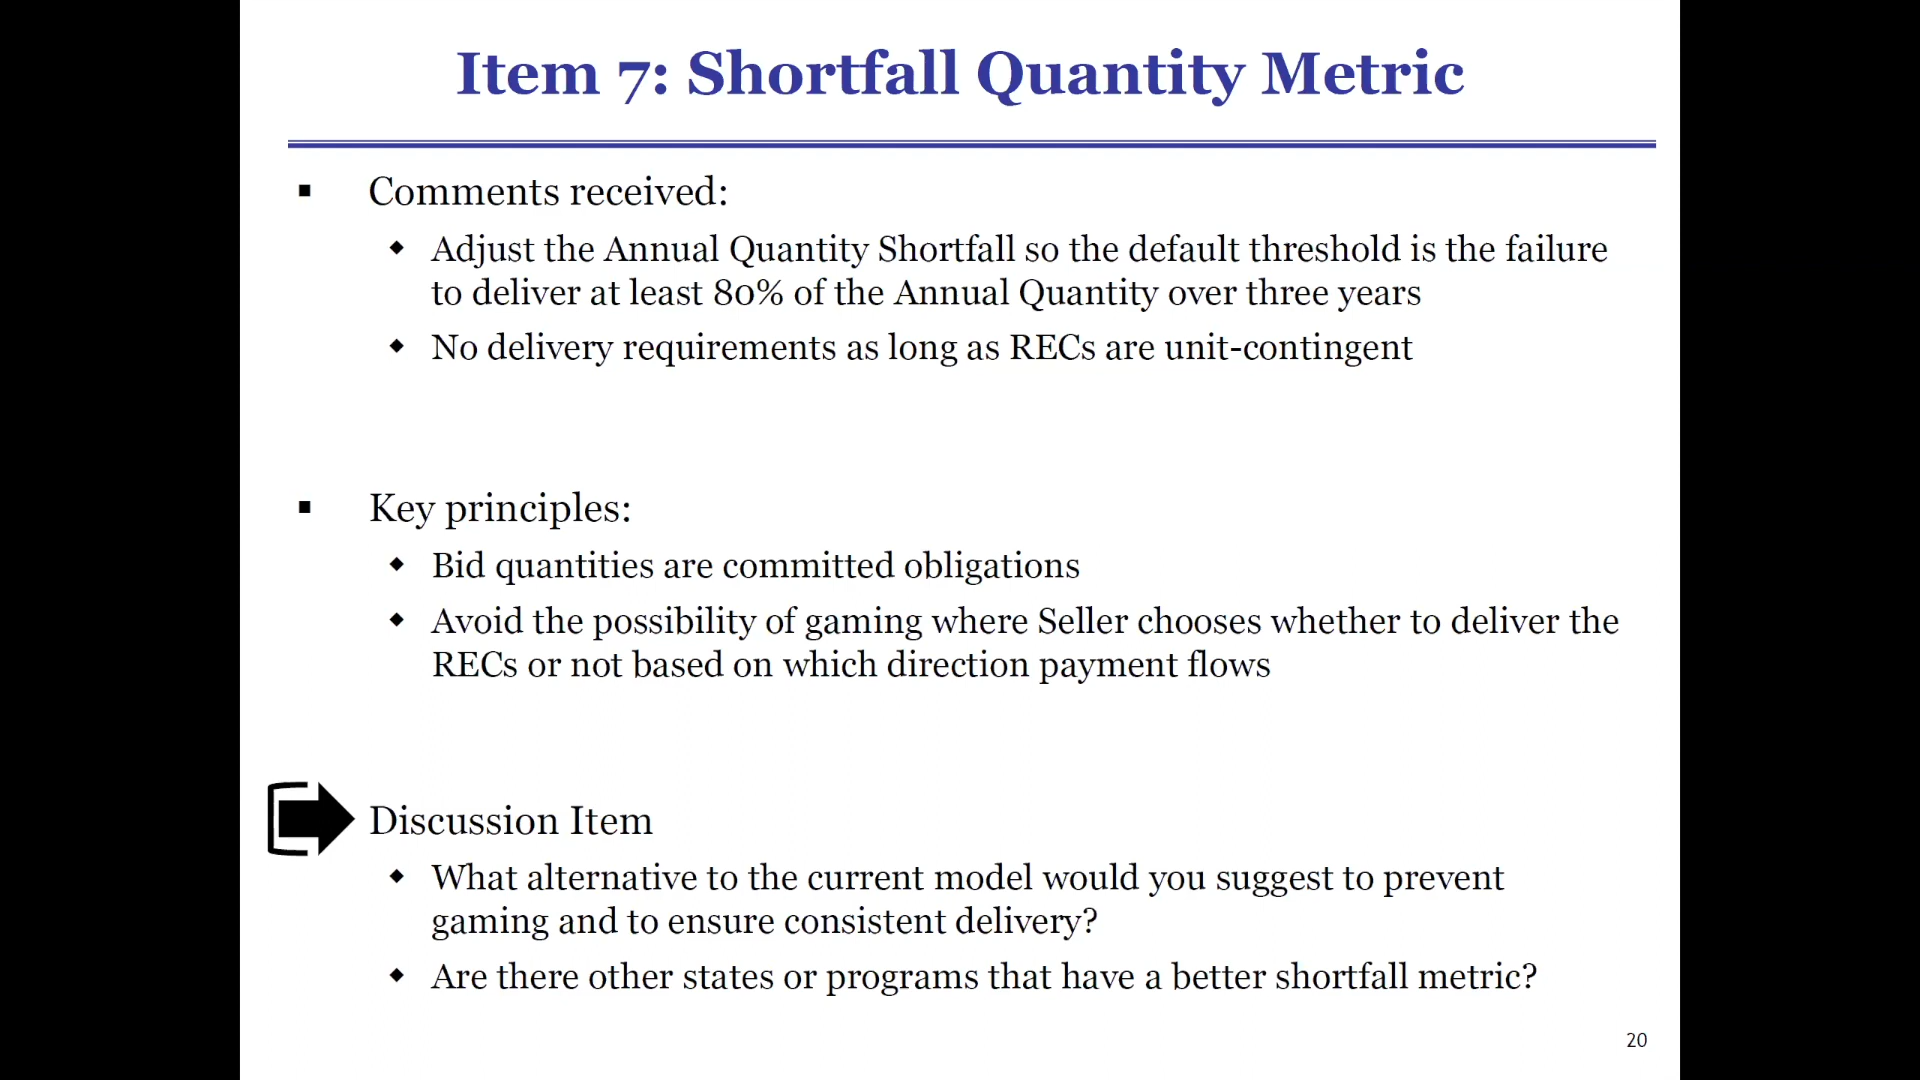 Item 7: Shortfall Quantity Metric
Comments received:
Adjust the Annual Quantity Shortfall so the default threshold is the failure
to deliver at least 80% of the Annual Quantity over three years
No delivery requirements as long as RECs are unit-contingent
Key principles:
Bid quantities are committed obligations
Avoid the possibility of gaming where Seller chooses whether to deliver the
RECs or not based on which direction payment flows
Discussion Item
What alternative to the current model would you suggest to prevent
gaming and to ensure consistent delivery?
Are there other states or programs that have a better shortfall metric?
20